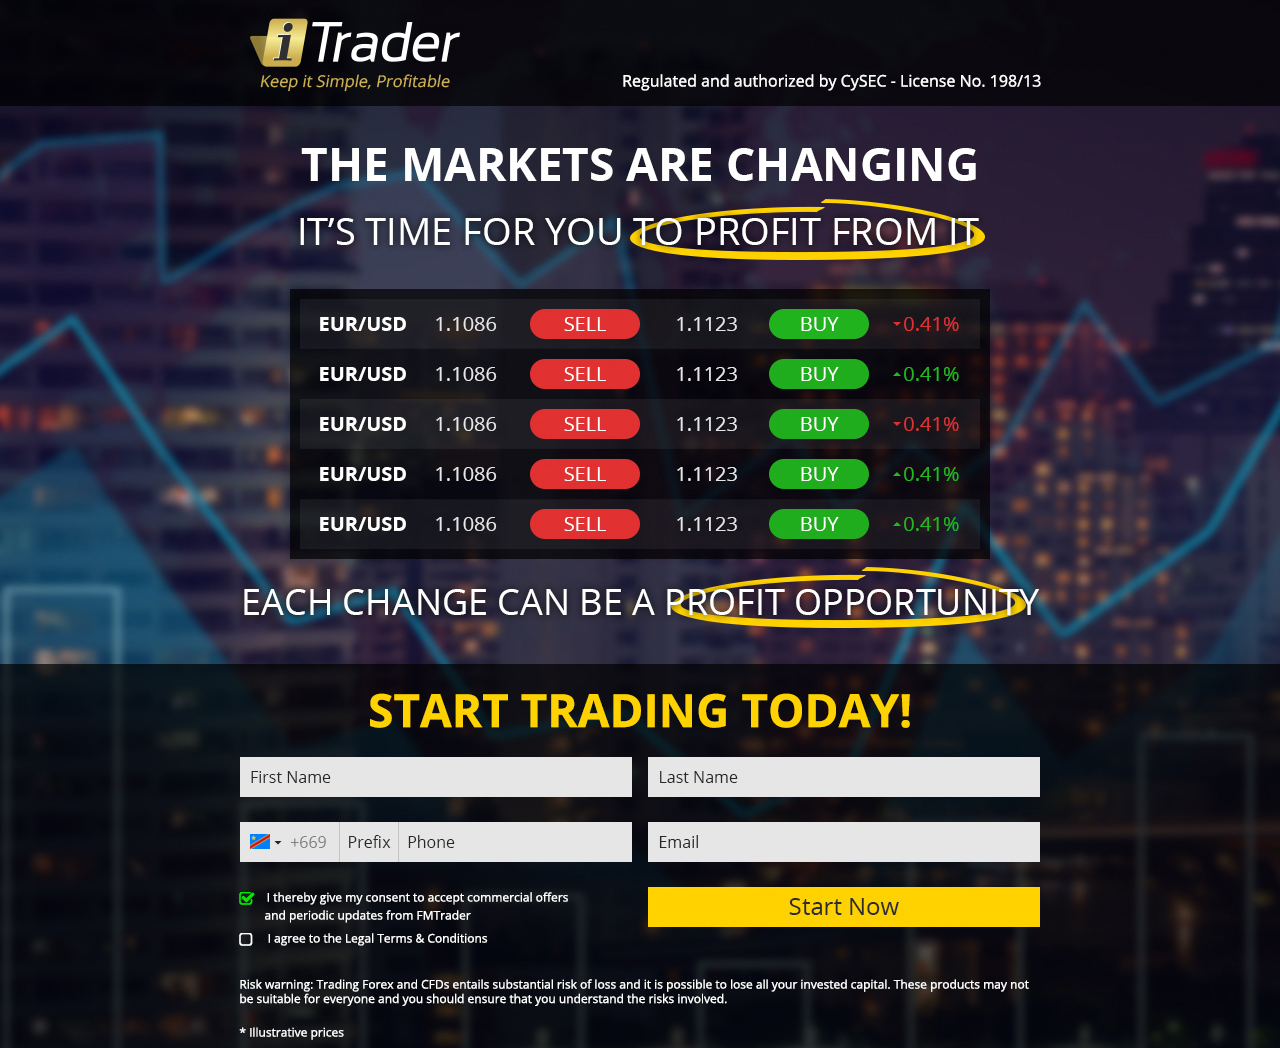 iTrader
Keep it Simple, Profitable
Regulated and authorized by CySEC - License No. 198/13
THE MARKETS ARE CHANGING
IT'S TIME FOR YOU TO PROFIT FROM IT
EUR/USD 1.1086 SELL 1.1123 BUY 0.41%
EUR/USD 1.1086 SELL 1.1123 BUY 0.41%
EUR/USD 1.1086 SELL 1.1123 BUY 0.41%
EUR/USD 1.1086 SELL 1.1123 BUY 0.41%
EUR/USD 1.1086 SELL 1.1123 BUY 0.41%
EACH CHANGE CAN BE A PROFIT OPPORTUNITY
START TRADING TODAY!
First Name Last Name
+669 Prefix Phone Email
I thereby give my consent to accept commercial offers
and periodic updates from FMTrader
Start Now
I agree to the Legal Terms & Conditions
Risk warning: Trading Forex and CFDs entails substantial risk of loss and it is possible to lose all your invested capital. These products may not
be suitable for everyone and you should ensure that you understand the risks involved.
* Illustrative prices